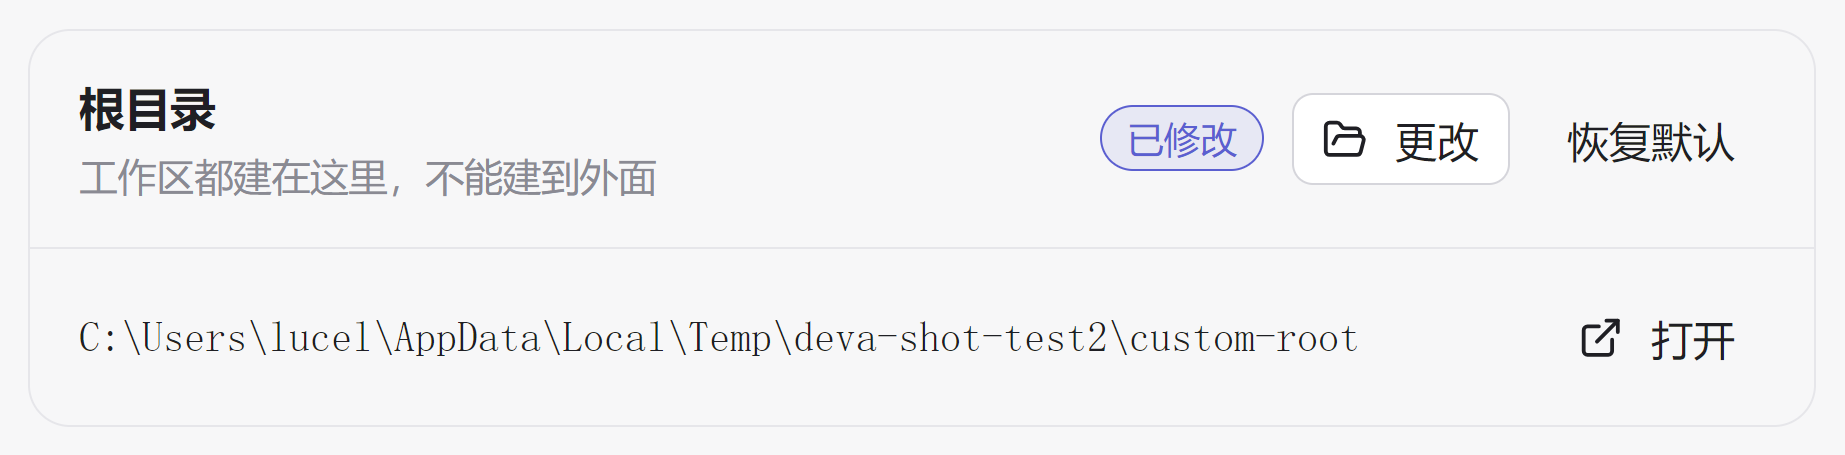 根目录
工作区都建在这里，不能建到外面
已修改
更改
恢复默认
C:\Users\lucel\AppData\Local\Temp\deva-shot-test2\custom-root
打开